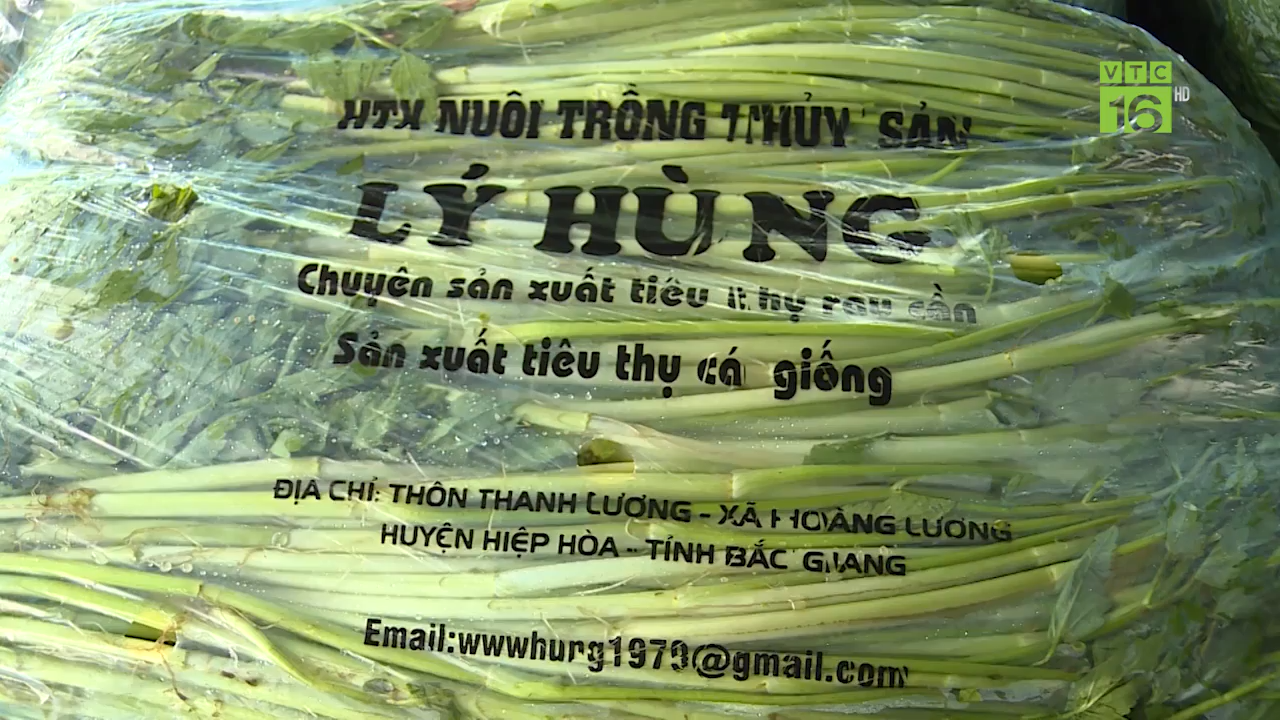 VTC
16 HD
HTX NUÔI TRỒNG THỦY SẢN
LÝ HÙNG
Chuyên sản xuất tiêu thụ rau cần
Sản xuất tiêu thụ cá giống
ĐỊA CHỈ: THÔN THANH LƯƠNG - XÃ HOÀNG LƯƠNG
HUYỆN HIỆP HÒA - TỈNH BẮC GIANG
Email:wwwhung1979@gmail.com